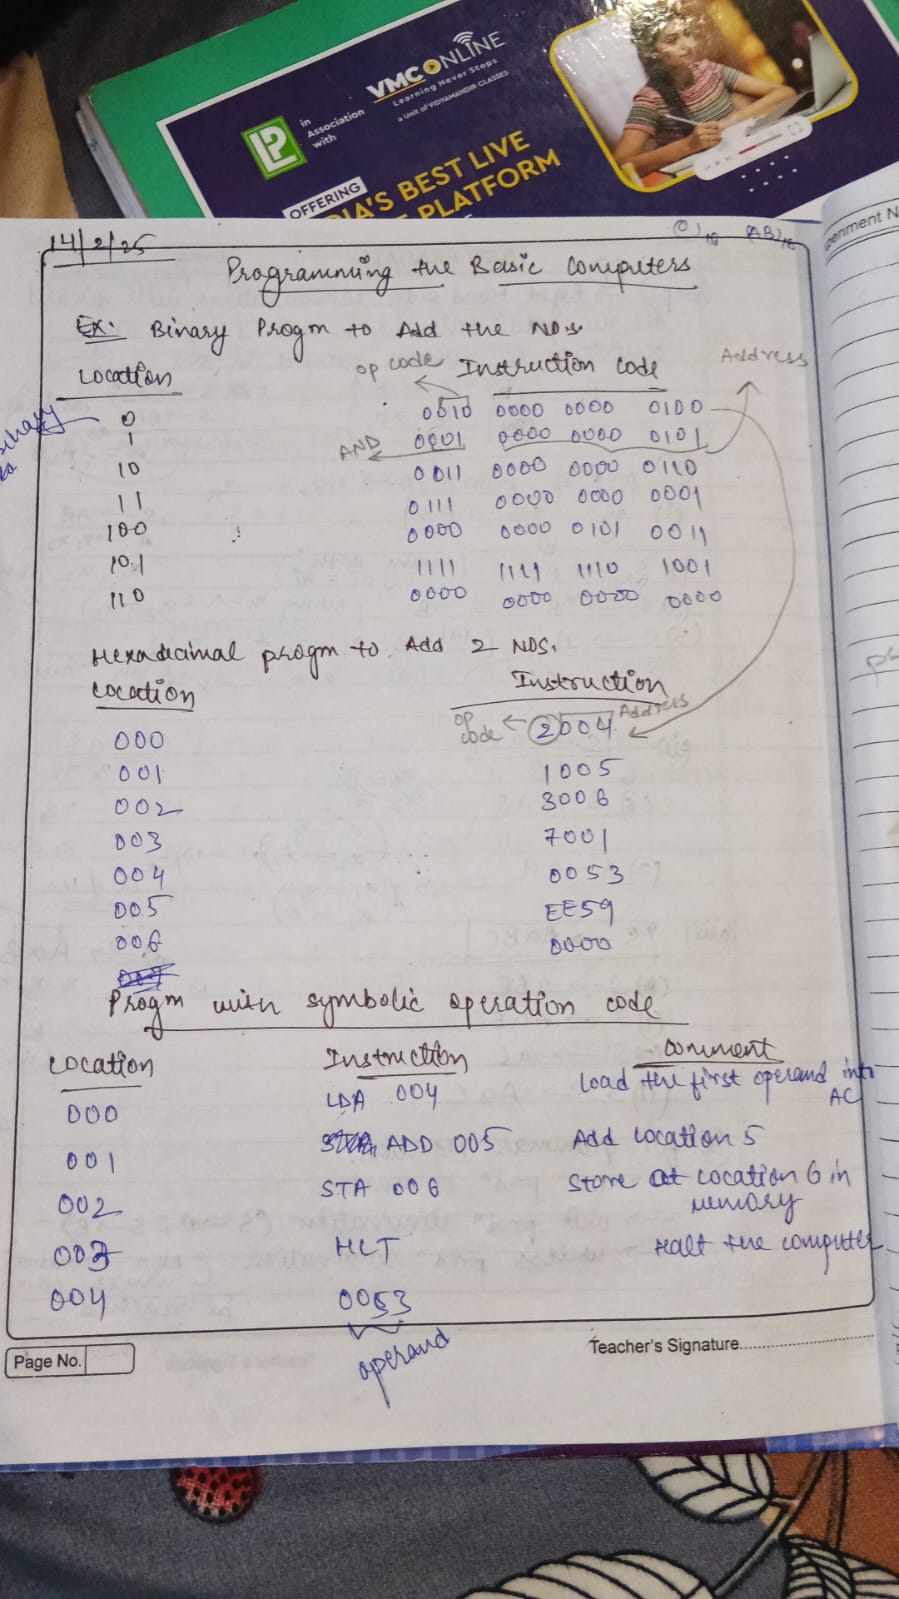 VMC ONLINE
Learning Never Stops
a Unit of VIDYAMANDIR CLASSES
in
Association
with
OFFERING
IA'S BEST LIVE
E PLATFORM
enment N
14/2/25
( )16 (AB)16
Programming the Basic Computers
Ex: Binary Progm to Add the NOs.
Location op code Instruction code Address
0 0010 0000 0000 0100
1 AND 0001 0000 0000 0101
10 0011 0000 0000 0110
11 0111 0000 0000 0001
100 0000 0000 0101 0011
101 1111 1111 1110 1001
110 0000 0000 0000 0000
Hexadecimal progm to Add 2 NOS.
Location Instruction
000 op code 2004 Address
001 1005
002 3006
003 7001
004 0053
005 EE59
006 0000
Progm with symbolic operation code
Location Instruction Comment
000 LDA 004 Load the first operand into AC
001 ADD 005 Add location 5
002 STA 006 Store at location 6 in memory
003 HLT Halt the computer
004 0053
operand
Page No.
Teacher's Signature